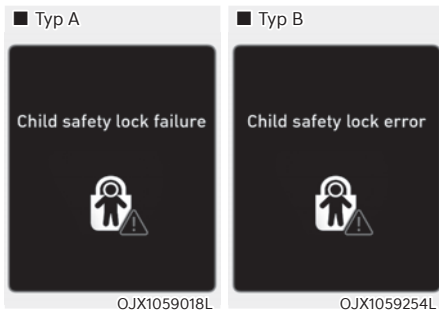 ■ Typ A
Child safety lock failure
OJX1059018L
■ Typ B
Child safety lock error
OJX1059254L